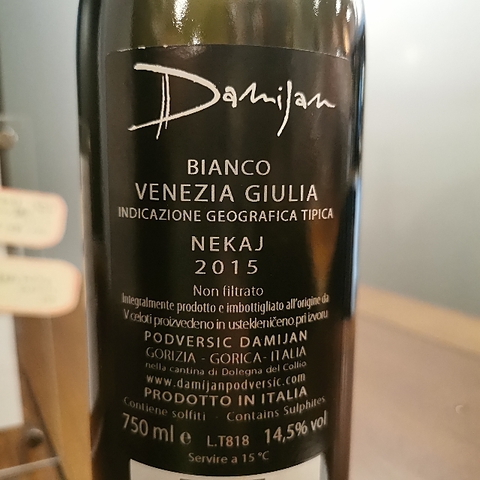 Damijan
BIANCO
VENEZIA GIULIA
INDICAZIONE GEOGRAFICA TIPICA
NEKAJ
2015
Non filtrato
Integralmente prodotto e imbottigliato all'origine da
V celoti proizvedeno in ustekleničeno pri izvoru
PODVERSIC DAMIJAN
GORIZIA - GORICA - ITALIA
nella cantina di Dolegna del Collio
www.damijanpodversic.com
PRODOTTO IN ITALIA
Contiene solfiti · Contains Sulphites
750 ml e L.T818 14,5% vol
Servire a 15 °C